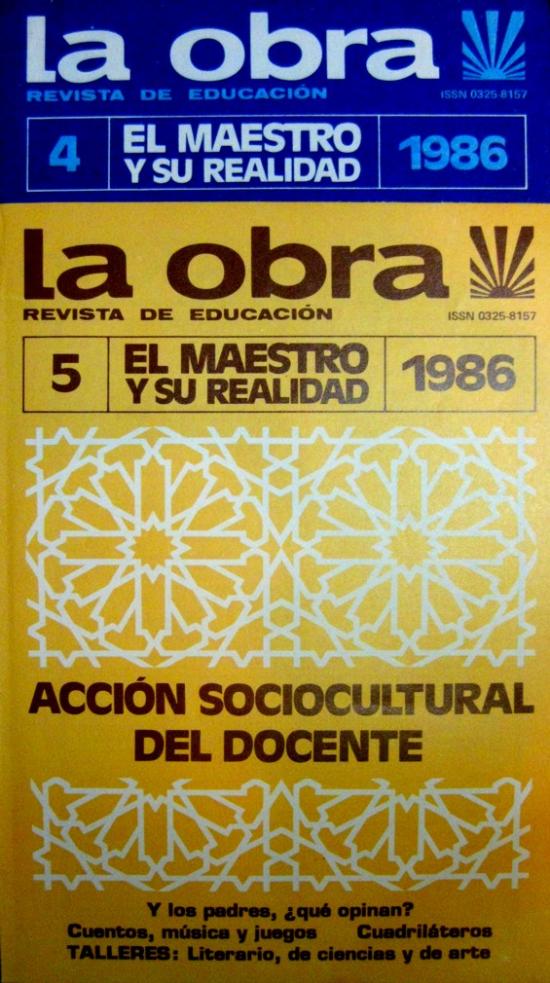 la obra
REVISTA DE EDUCACIÓN ISSN 0325-8157
4 EL MAESTRO Y SU REALIDAD 1986
la obra
REVISTA DE EDUCACIÓN ISSN 0325-8157
5 EL MAESTRO Y SU REALIDAD 1986
ACCIÓN SOCIOCULTURAL
DEL DOCENTE
Y los padres, ¿qué opinan?
Cuentos, música y juegos Cuadriláteros
TALLERES: Literario, de ciencias y de arte